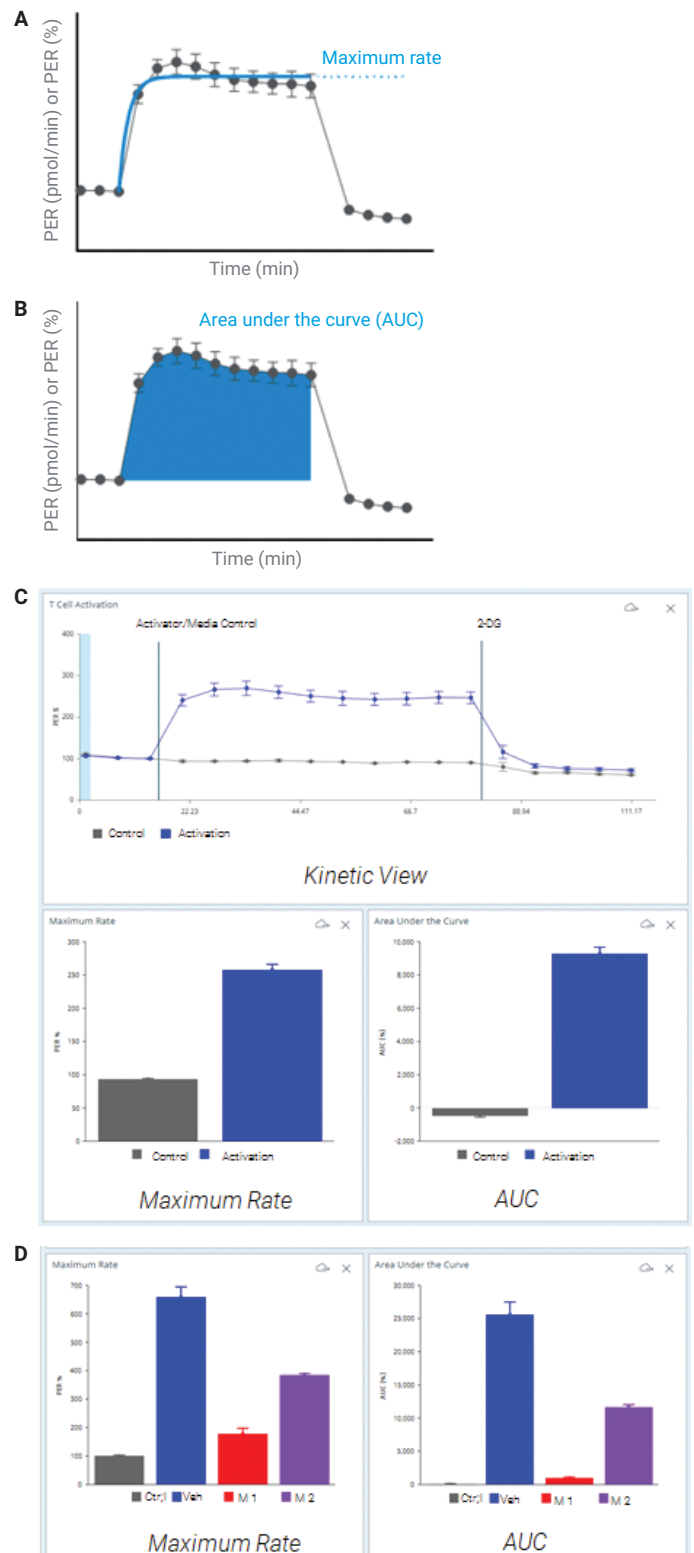 A
PER (pmol/min) or PER (%)
Maximum rate
Time (min)
B
PER (pmol/min) or PER (%)
Area under the curve (AUC)
Time (min)
C
T Cell Activation
Activator/Media Control
2-DG
PER %
400
300
200
100
0
0 22.23 44.47 66.7 88.94 111.17
Control Activation
Kinetic View
Maximum Rate
PER %
300
250
200
150
100
50
0
Control Activation
Maximum Rate
Area Under the Curve
AUC (%)
10,000
8,000
6,000
4,000
2,000
0
-2,000
Control Activation
AUC
D
Maximum Rate
PER %
700
600
500
400
300
200
100
0
Ctr;l Veh M 1 M 2
Maximum Rate
Area Under the Curve
AUC (%)
30,000
25,000
20,000
15,000
10,000
5,000
0
Ctr;l Veh M 1 M 2
AUC